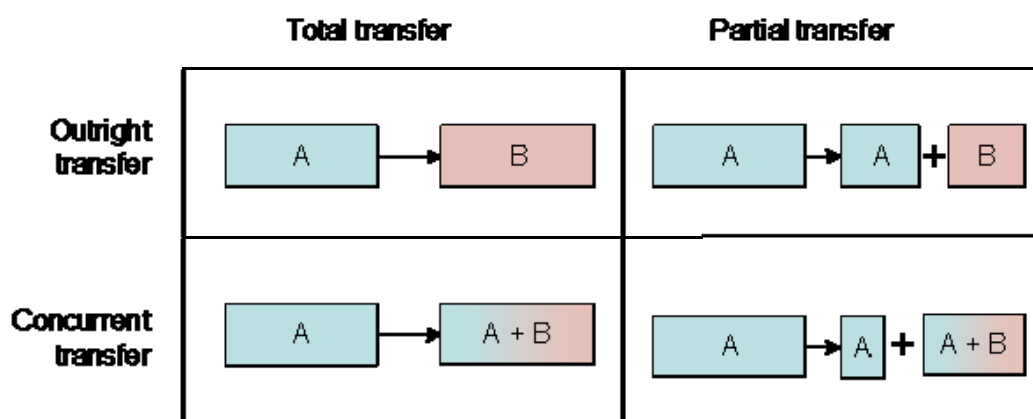 Total transfer
Partial transfer
Outright
transfer
A
B
A
A
+
B
Concurrent
transfer
A
A + B
A
A
+
A + B